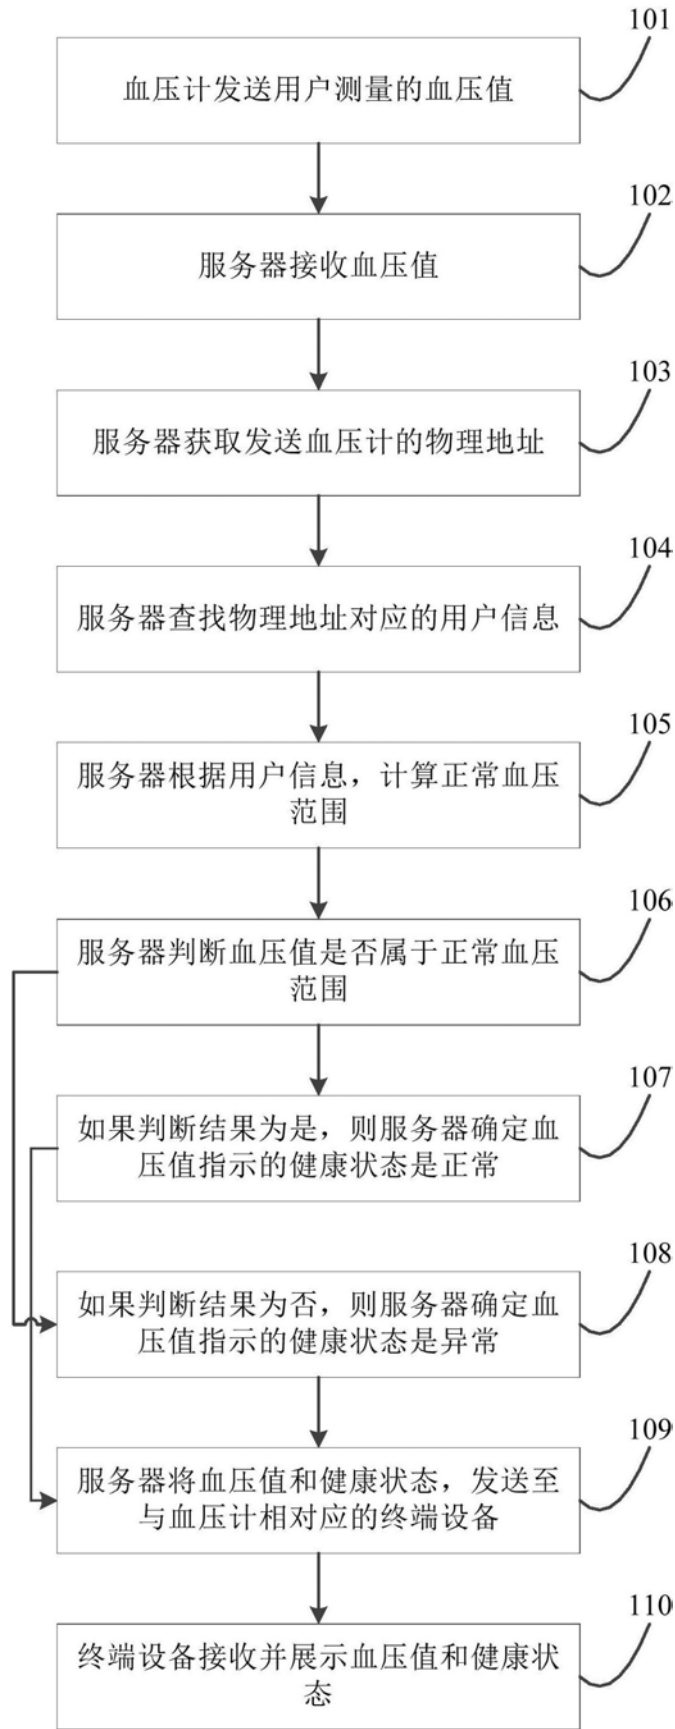 101
血压计发送用户测量的血压值
102
服务器接收血压值
103
服务器获取发送血压计的物理地址
104
服务器查找物理地址对应的用户信息
105
服务器根据用户信息，计算正常血压
范围
106
服务器判断血压值是否属于正常血压
范围
107
如果判断结果为是，则服务器确定血
压值指示的健康状态是正常
108
如果判断结果为否，则服务器确定血
压值指示的健康状态是异常
109
服务器将血压值和健康状态，发送至
与血压计相对应的终端设备
110
终端设备接收并展示血压值和健康状
态